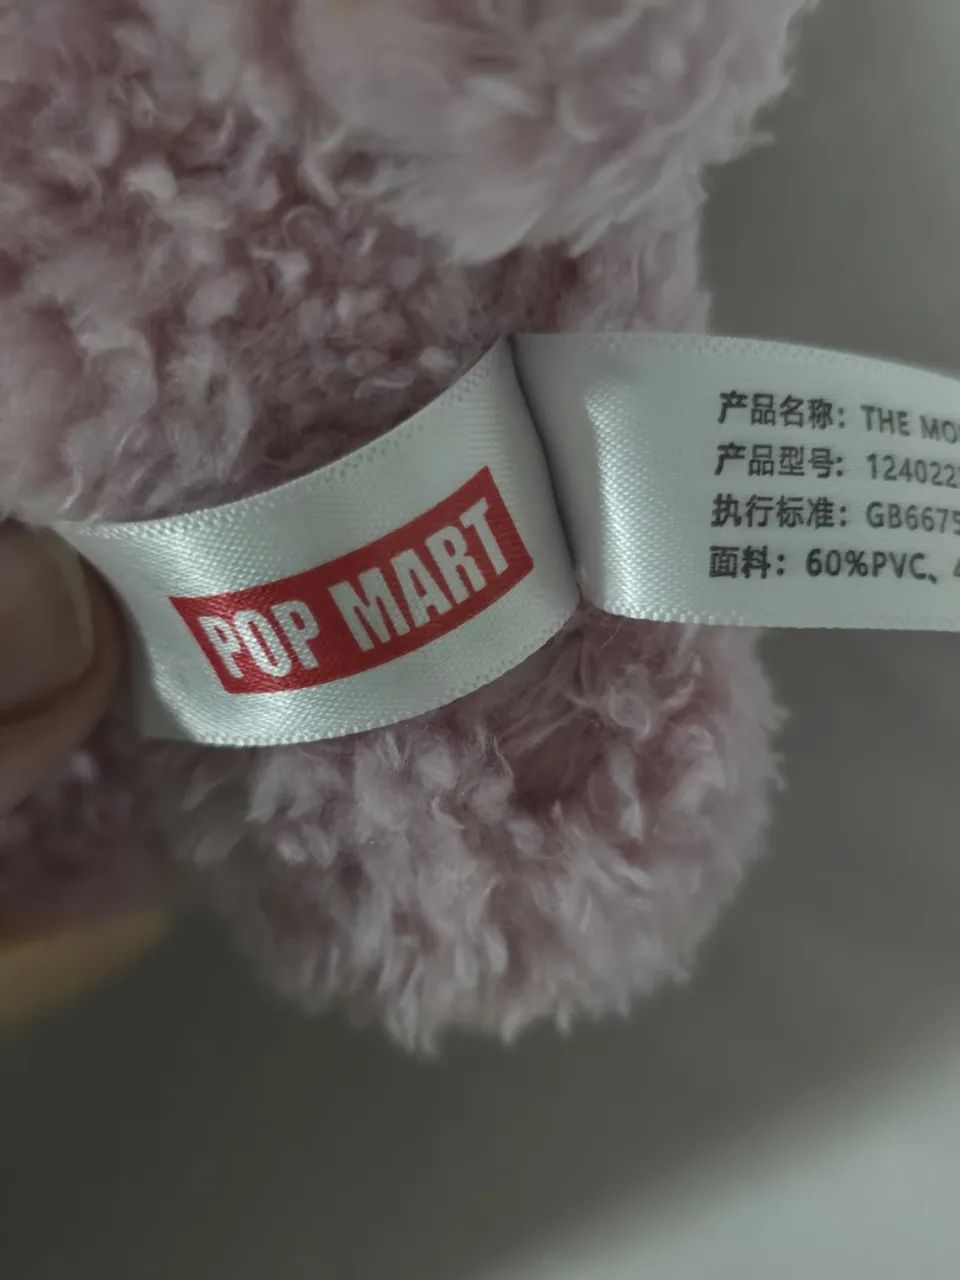 POP MART
产品名称：THE MO
产品型号：124022
执行标准：GB6675
面料：60%PVC、